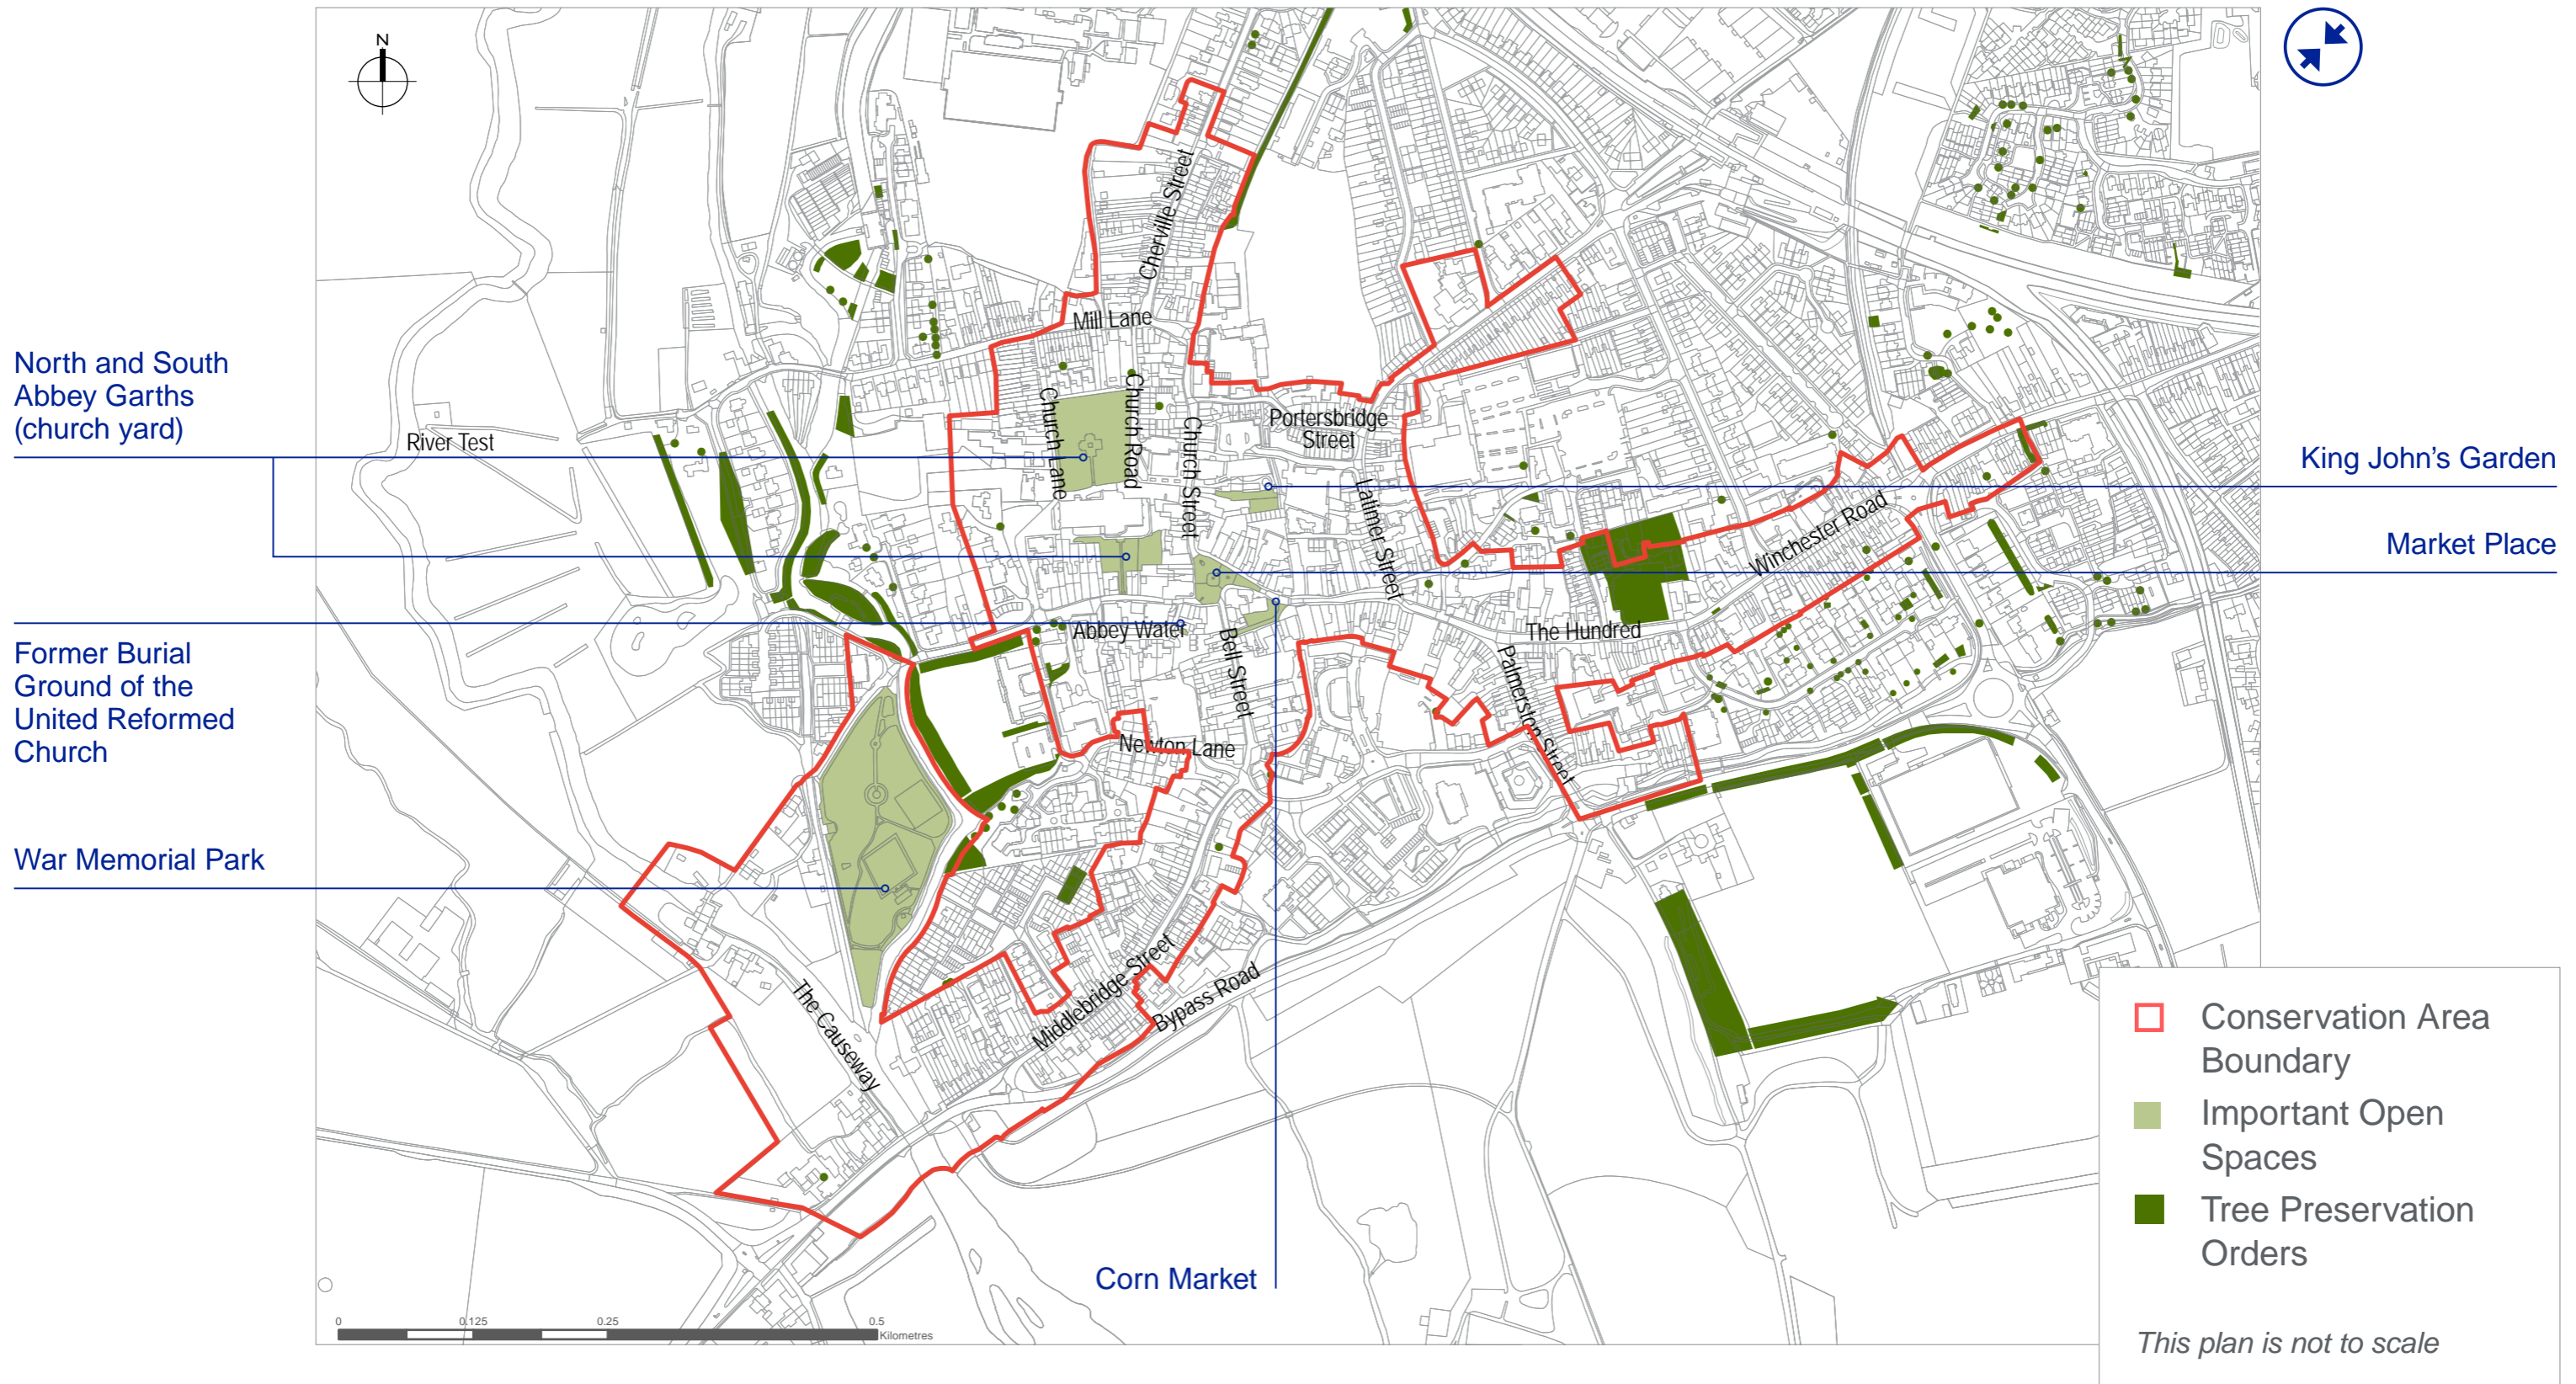 N
North and South
Abbey Garths
(church yard)
River Test
Former Burial
Ground of the
United Reformed
Church
War Memorial Park
Cherville Street
Mill Lane
Church Lane
Church Road
Church Street
Portersbridge
Street
Latimer Street
Winchester Road
King John's Garden
Market Place
Abbey Water
Bell Street
The Hundred
Palmerston Street
Newton Lane
Middlebridge Street
Bypass Road
The Causeway
Corn Market
0
0.125
0.25
0.5
Kilometres
Conservation Area
Boundary
Important Open
Spaces
Tree Preservation
Orders
This plan is not to scale